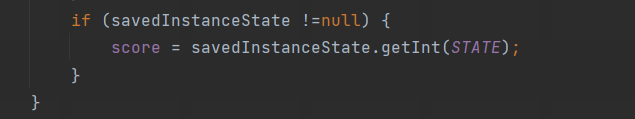 if (savedInstanceState !=null) {
score = savedInstanceState.getInt(STATE);
}
}